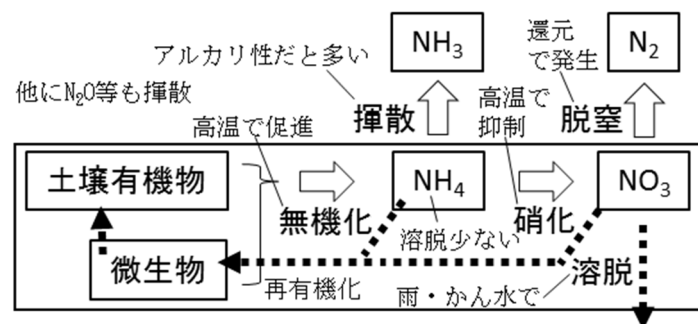 NH3
N2
アルカリ性だと多い
還元
で発生
他にN2O等も揮散
揮散
脱窒
高温で促進
高温で
抑制
土壌有機物
NH4
NO3
無機化
硝化
溶脱少ない
微生物
溶脱
再有機化
雨・かん水で